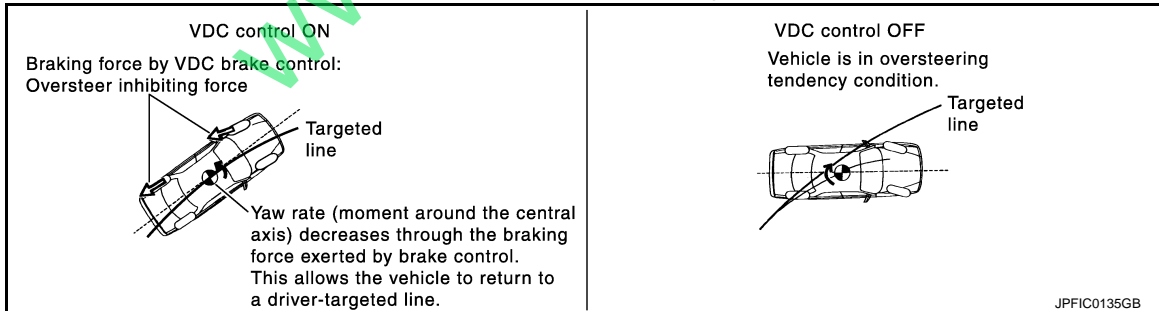 VDC control ON
Braking force by VDC brake control:
Oversteer inhibiting force
Targeted
line
Yaw rate (moment around the central
axis) decreases through the braking
force exerted by brake control.
This allows the vehicle to return to
a driver-targeted line.
VDC control OFF
Vehicle is in oversteering
tendency condition.
Targeted
line
JPFIC0135GB